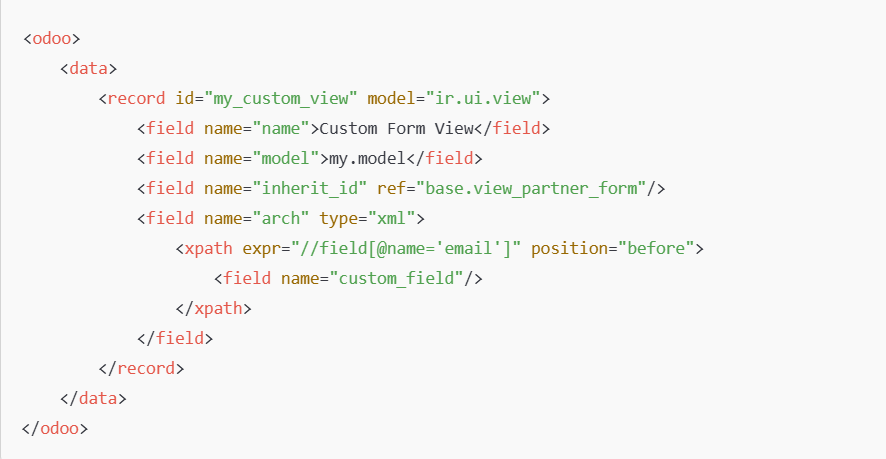 <odoo>
    <data>
        <record id="my_custom_view" model="ir.ui.view">
            <field name="name">Custom Form View</field>
            <field name="model">my.model</field>
            <field name="inherit_id" ref="base.view_partner_form"/>
            <field name="arch" type="xml">
                <xpath expr="//field[@name='email']" position="before">
                    <field name="custom_field"/>
                </xpath>
            </field>
        </record>
    </data>
</odoo>